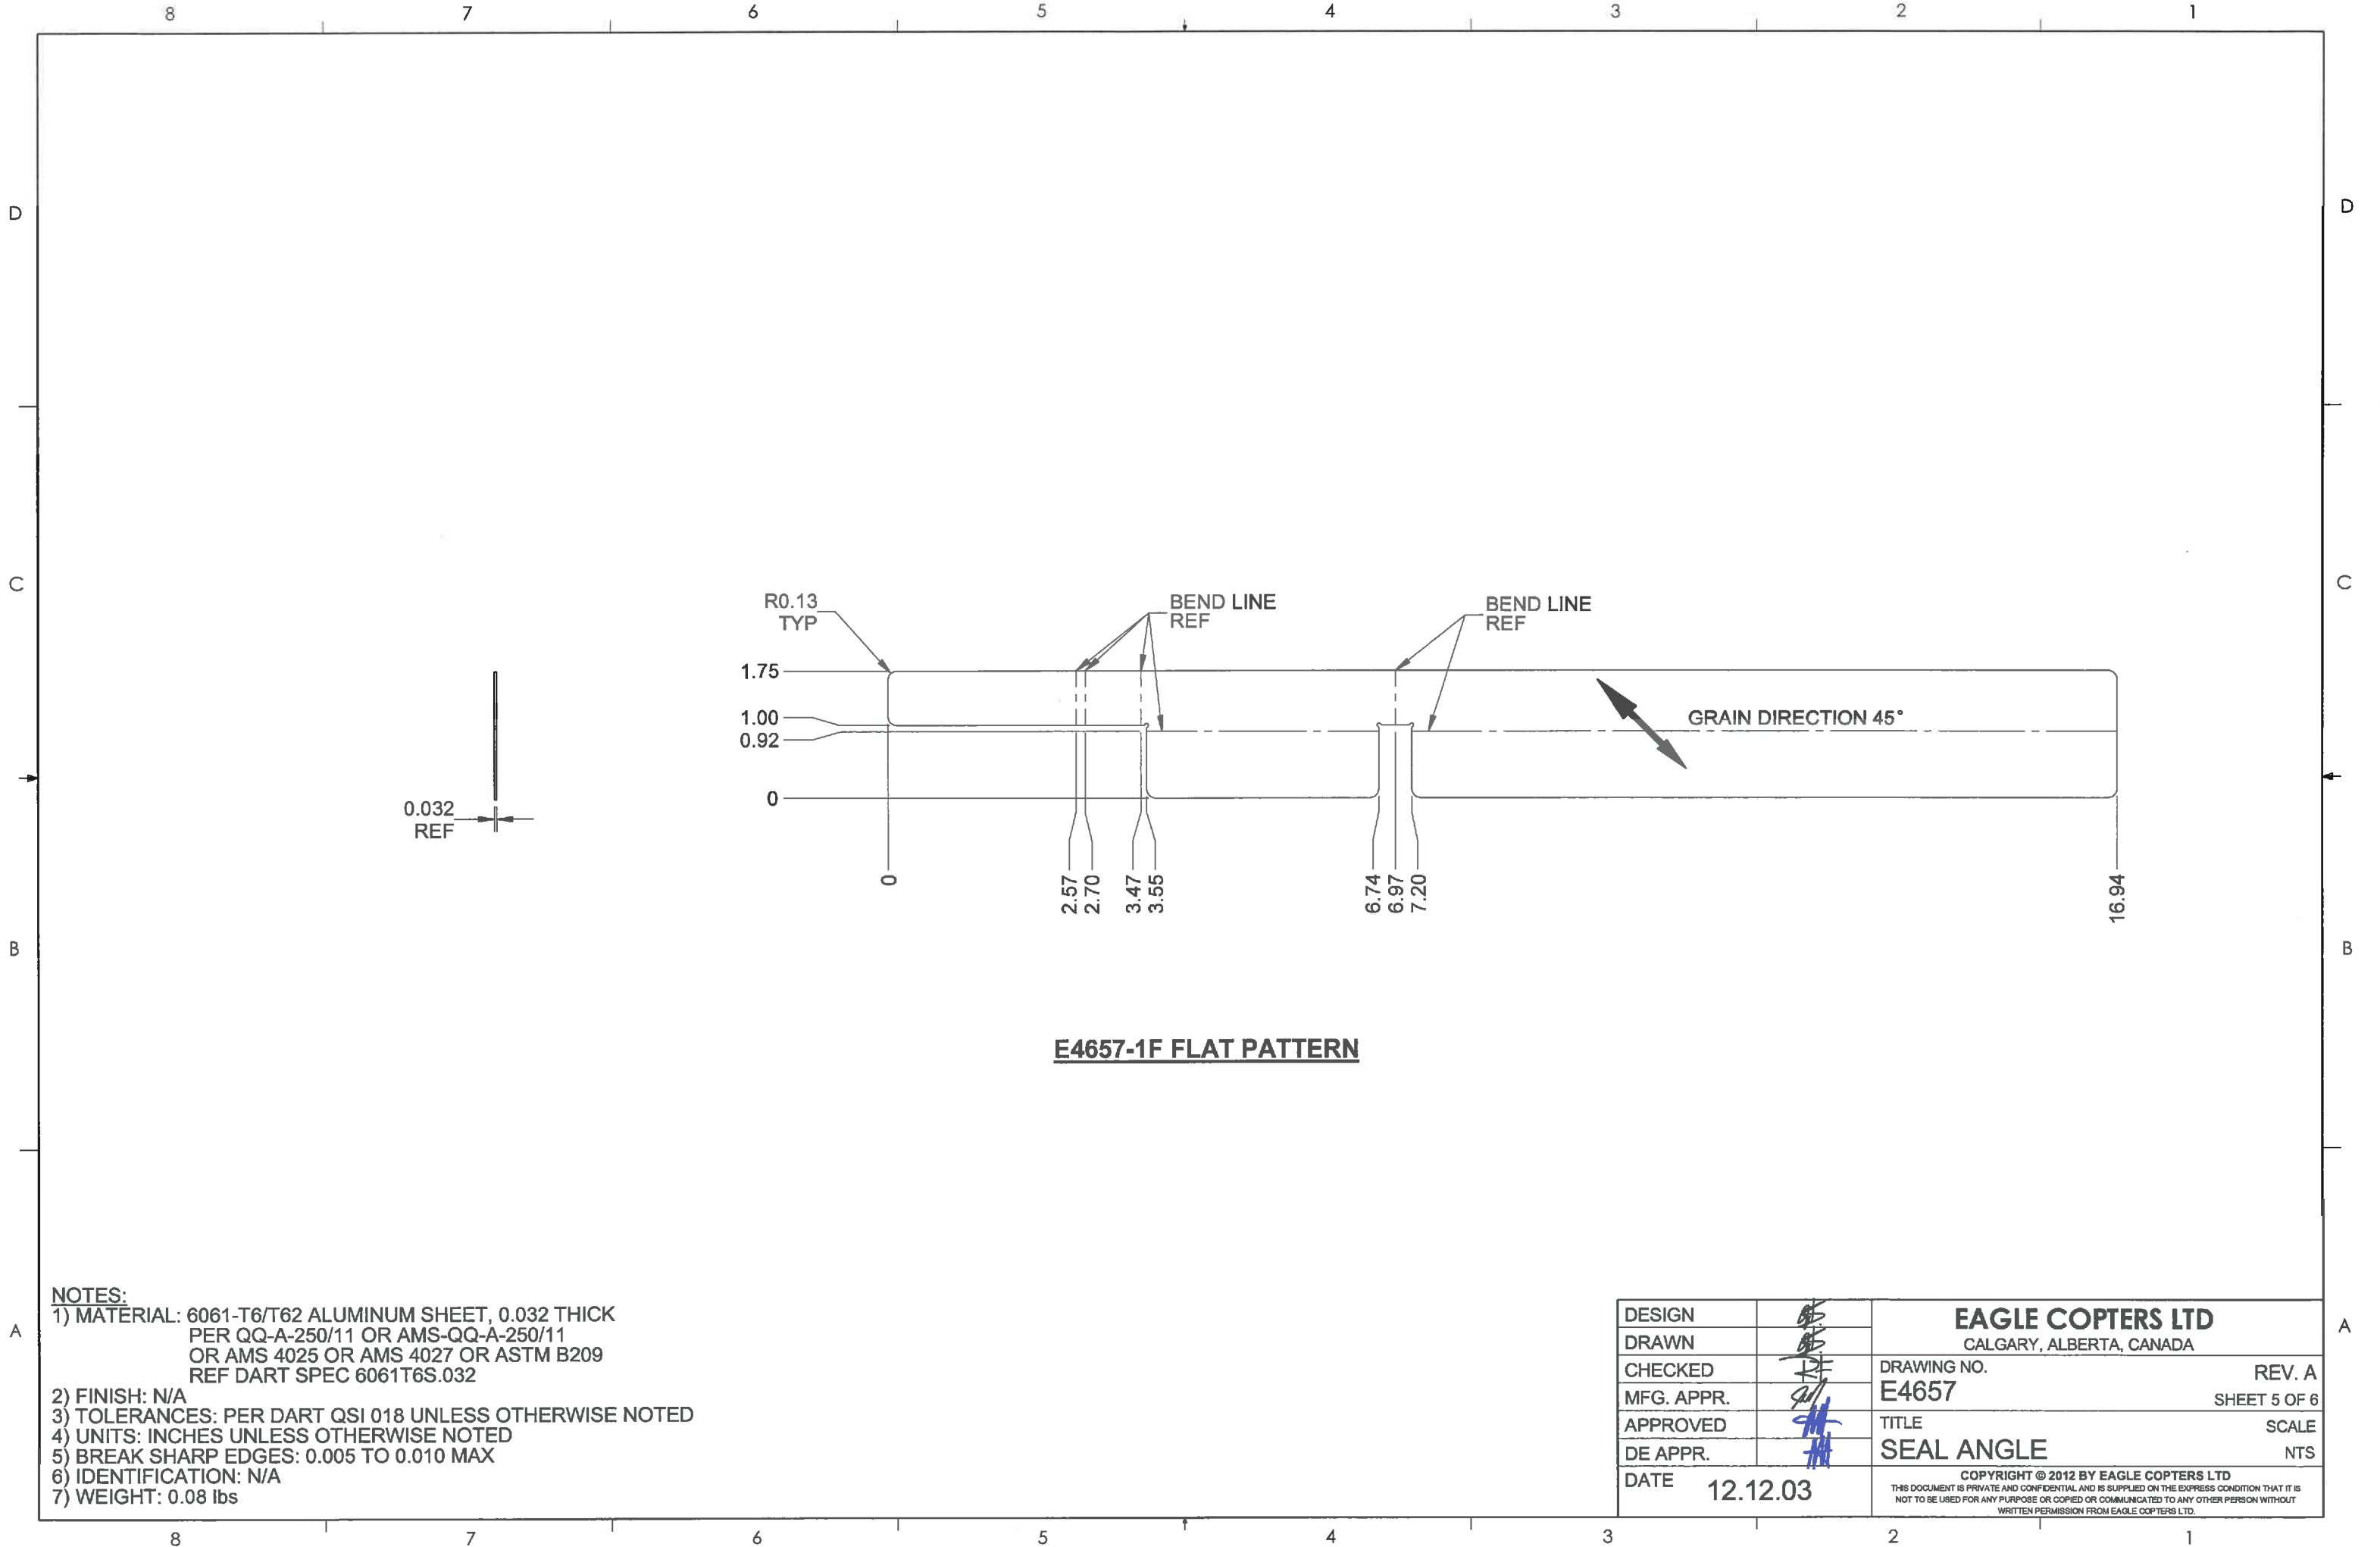 8 7 6 5 4 3 2 1
D D
C C
B B
A A
R0.13
TYP
BEND LINE
REF
BEND LINE
REF
1.75
1.00
0.92
0
GRAIN DIRECTION 45°
0.032
REF
0
2.57
2.70
3.47
3.55
6.74
6.97
7.20
16.94
E4657-1F FLAT PATTERN
NOTES:
1) MATERIAL: 6061-T6/T62 ALUMINUM SHEET, 0.032 THICK
PER QQ-A-250/11 OR AMS-QQ-A-250/11
OR AMS 4025 OR AMS 4027 OR ASTM B209
REF DART SPEC 6061T6S.032
2) FINISH: N/A
3) TOLERANCES: PER DART QSI 018 UNLESS OTHERWISE NOTED
4) UNITS: INCHES UNLESS OTHERWISE NOTED
5) BREAK SHARP EDGES: 0.005 TO 0.010 MAX
6) IDENTIFICATION: N/A
7) WEIGHT: 0.08 lbs
DESIGN
DRAWN
CHECKED
MFG. APPR.
APPROVED
DE APPR.
DATE 12.12.03
EAGLE COPTERS LTD
CALGARY, ALBERTA, CANADA
DRAWING NO. REV. A
E4657 SHEET 5 OF 6
TITLE SCALE
SEAL ANGLE NTS
COPYRIGHT © 2012 BY EAGLE COPTERS LTD
THIS DOCUMENT IS PRIVATE AND CONFIDENTIAL AND IS SUPPLIED ON THE EXPRESS CONDITION THAT IT IS
NOT TO BE USED FOR ANY PURPOSE OR COPIED OR COMMUNICATED TO ANY OTHER PERSON WITHOUT
WRITTEN PERMISSION FROM EAGLE COPTERS LTD.
8 7 6 5 4 3 2 1